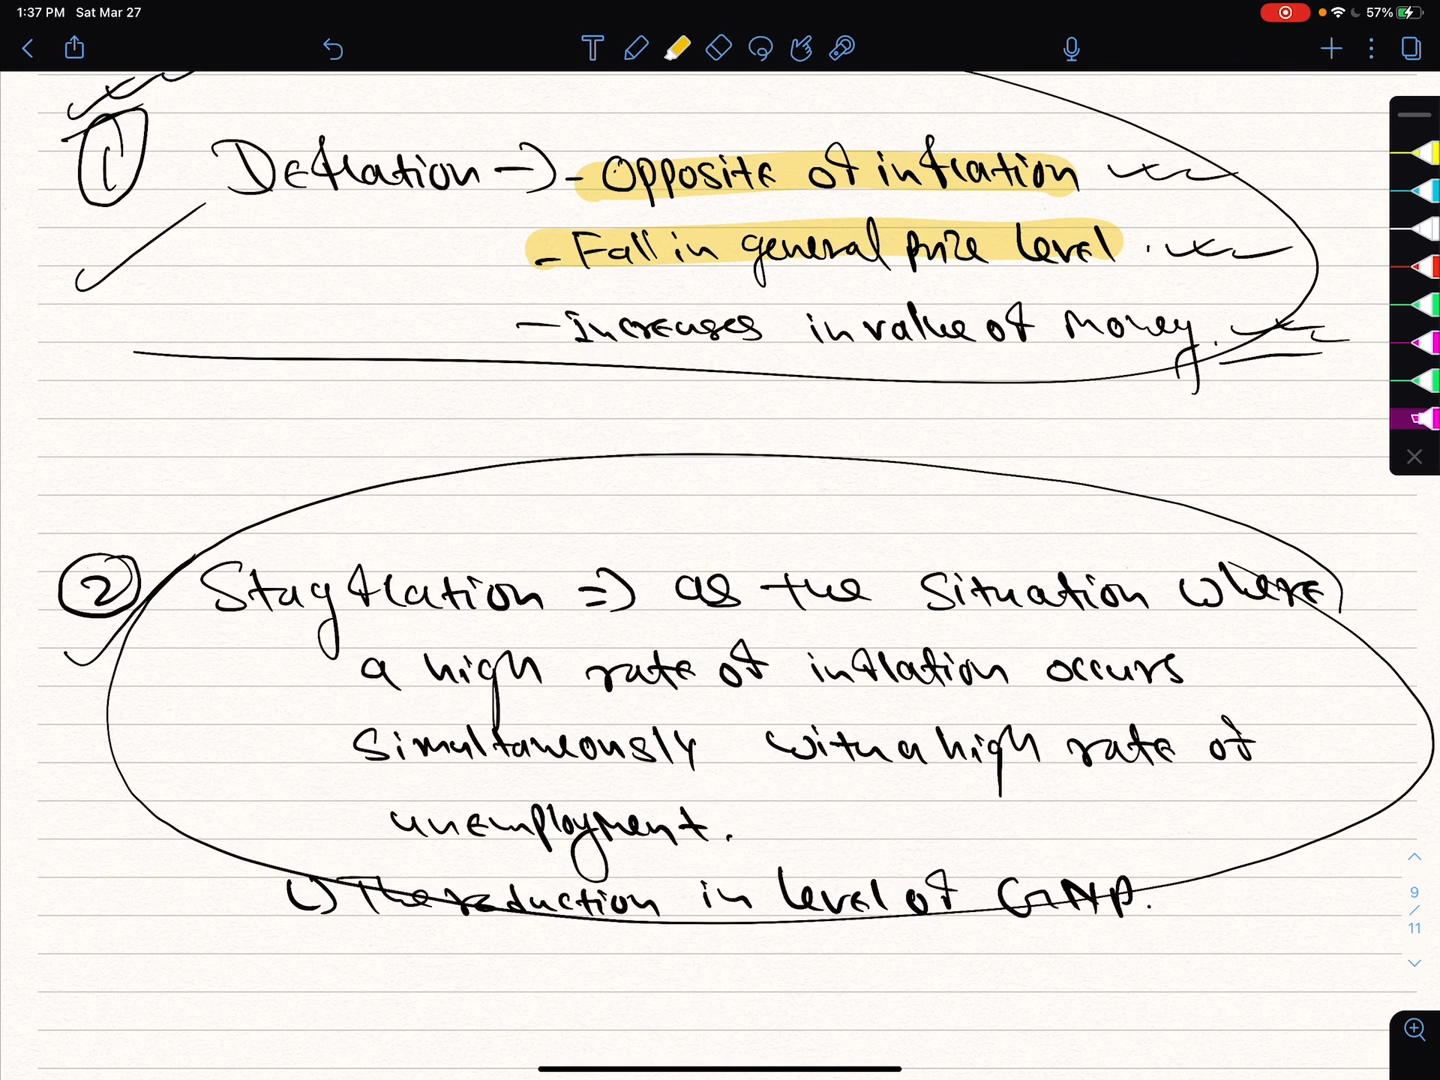 1:37 PM Sat Mar 27
57%
1 Deflation → - Opposite of inflation
- Fall in general price level.
- Increases in value of money.
2 Stagflation ⇒ as the situation where
a high rate of inflation occurs
simultaneously with a high rate of
unemployment.
The reduction in level of GNP.
9
/
11